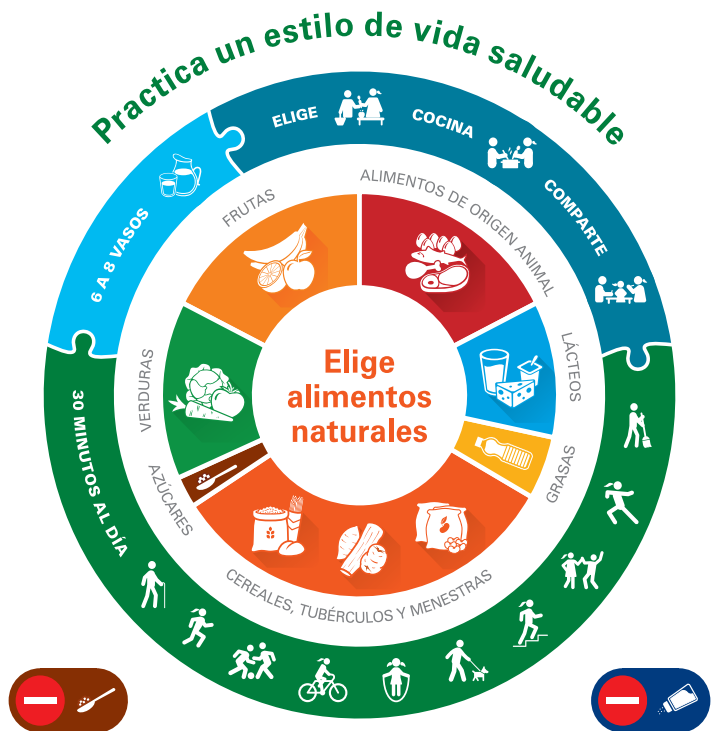 Practica un estilo de vida saludable
6 A 8 VASOS
ELIGE
COCINA
COMPARTE
FRUTAS
ALIMENTOS DE ORIGEN ANIMAL
VERDURAS
LÁCTEOS
Elige
alimentos
naturales
AZÚCARES
GRASAS
CEREALES, TUBÉRCULOS Y MENESTRAS
30 MINUTOS AL DÍA